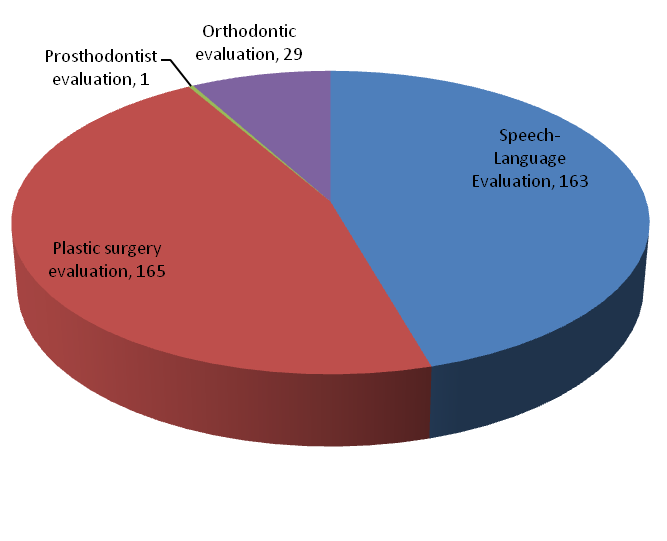 Orthodontic
evaluation, 29
Prosthodontist
evaluation, 1
Speech-
Language
Evaluation, 163
Plastic surgery
evaluation, 165